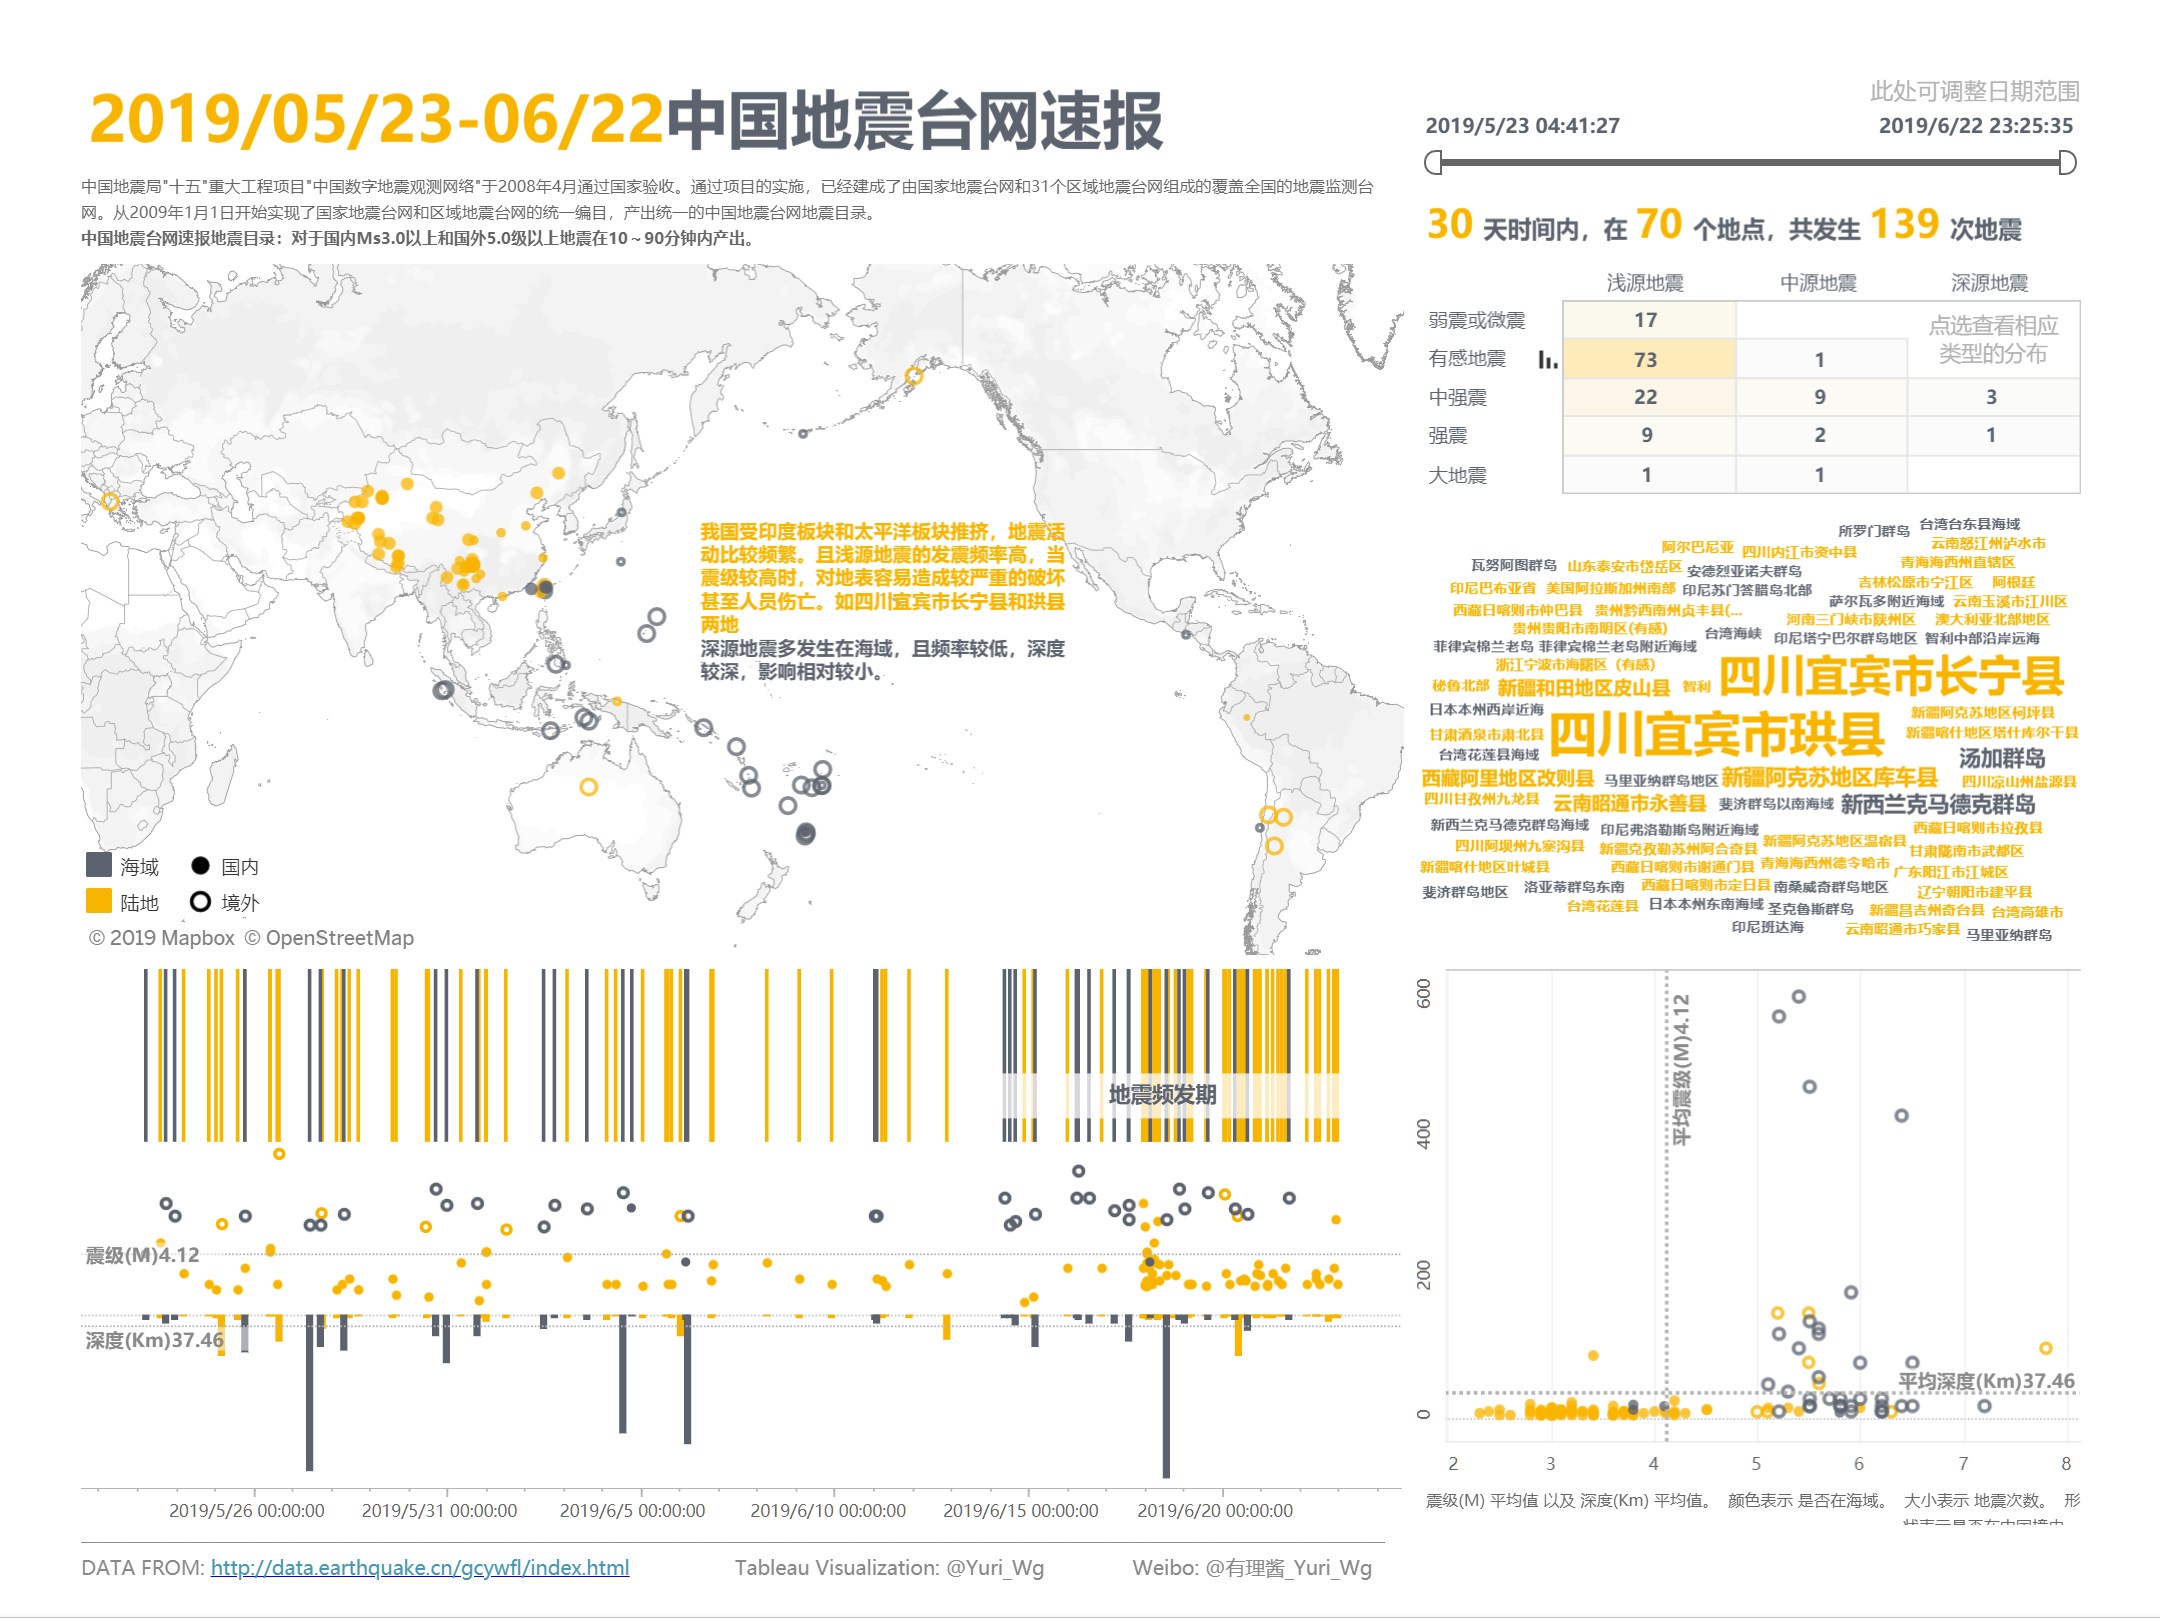 2019/05/23-06/22中国地震台网速报
中国地震局"十五"重大工程项目"中国数字地震观测网络"于2008年4月通过国家验收。通过项目的实施，已经建成了由国家地震台网和31个区域地震台网组成的覆盖全国的地震监测台
网。从2009年1月1日开始实现了国家地震台网和区域地震台网的统一编目，产出统一的中国地震台网地震目录。
中国地震台网速报地震目录：对于国内Ms3.0以上和国外5.0级以上地震在10～90分钟内产出。
此处可调整日期范围
2019/5/23 04:41:27 2019/6/22 23:25:35
30 天时间内，在 70 个地点，共发生 139 次地震
浅源地震 中源地震 深源地震
弱震或微震 17
有感地震 73 1
点选查看相应
类型的分布
中强震 22 9 3
强震 9 2 1
大地震 1 1
我国受印度板块和太平洋板块推挤，地震活
动比较频繁。且浅源地震的发震频率高，当
震级较高时，对地表容易造成较严重的破坏
甚至人员伤亡。如四川宜宾市长宁县和珙县
两地
深源地震多发生在海域，且频率较低，深度
较深，影响相对较小。
海域 国内
陆地 境外
© 2019 Mapbox © OpenStreetMap
所罗门群岛 台湾台东县海域
阿尔巴尼亚 四川内江市资中县 云南怒江州泸水市
瓦努阿图群岛 山东泰安市岱岳区 安德烈亚诺夫群岛 青海海西州直辖区
印尼巴布亚省 美国阿拉斯加州南部 印尼苏门答腊岛北部 吉林松原市宁江区 阿根廷
西藏日喀则市仲巴县 贵州黔西南州贞丰县(... 萨尔瓦多附近海域 云南玉溪市江川区
贵州贵阳市南明区(有感) 台湾海峡 河南三门峡市陕州区 澳大利亚北部地区
菲律宾棉兰老岛 菲律宾棉兰老岛附近海域 印尼塔宁巴尔群岛地区 智利中部沿岸远海
浙江宁波市海曙区（有感）
秘鲁北部 新疆和田地区皮山县 智利 四川宜宾市长宁县
日本本州西岸近海 四川宜宾市珙县 新疆阿克苏地区柯坪县
甘肃酒泉市肃北县 新疆喀什地区塔什库尔干县
台湾花莲县海域 汤加群岛
西藏阿里地区改则县 马里亚纳群岛地区 新疆阿克苏地区库车县 四川凉山州盐源县
四川甘孜州九龙县 云南昭通市永善县 斐济群岛以南海域 新西兰克马德克群岛
新西兰克马德克群岛海域 印尼弗洛勒斯岛附近海域 西藏日喀则市拉孜县
四川阿坝州九寨沟县 新疆克孜勒苏州阿合奇县 新疆阿克苏地区温宿县 甘肃陇南市武都区
新疆喀什地区叶城县 西藏日喀则市谢通门县 青海海西州德令哈市 广东阳江市江城区
斐济群岛地区 洛亚蒂群岛东南 西藏日喀则市定日县 南桑威奇群岛地区 辽宁朝阳市建平县
台湾花莲县 日本本州东南海域 圣克鲁斯群岛 新疆昌吉州奇台县 台湾高雄市
印尼班达海 云南昭通市巧家县 马里亚纳群岛
地震频发期
震级(M)4.12
深度(Km)37.46
2019/5/26 00:00:00 2019/5/31 00:00:00 2019/6/5 00:00:00 2019/6/10 00:00:00 2019/6/15 00:00:00 2019/6/20 00:00:00
600
400
200
0
平均震级(M)4.12
平均深度(Km)37.46
2 3 4 5 6 7 8
震级(M) 平均值 以及 深度(Km) 平均值。 颜色表示 是否在海域。 大小表示 地震次数。 形
DATA FROM: http://data.earthquake.cn/gcywfl/index.html Tableau Visualization: @Yuri_Wg Weibo: @有理酱_Yuri_Wg